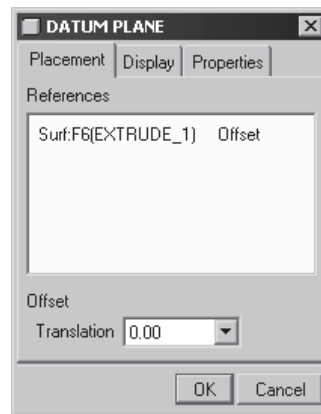 DATUM PLANE
Placement Display Properties
References
Surf:F6(EXTRUDE_1) Offset
Offset
Translation 0.00
OK Cancel